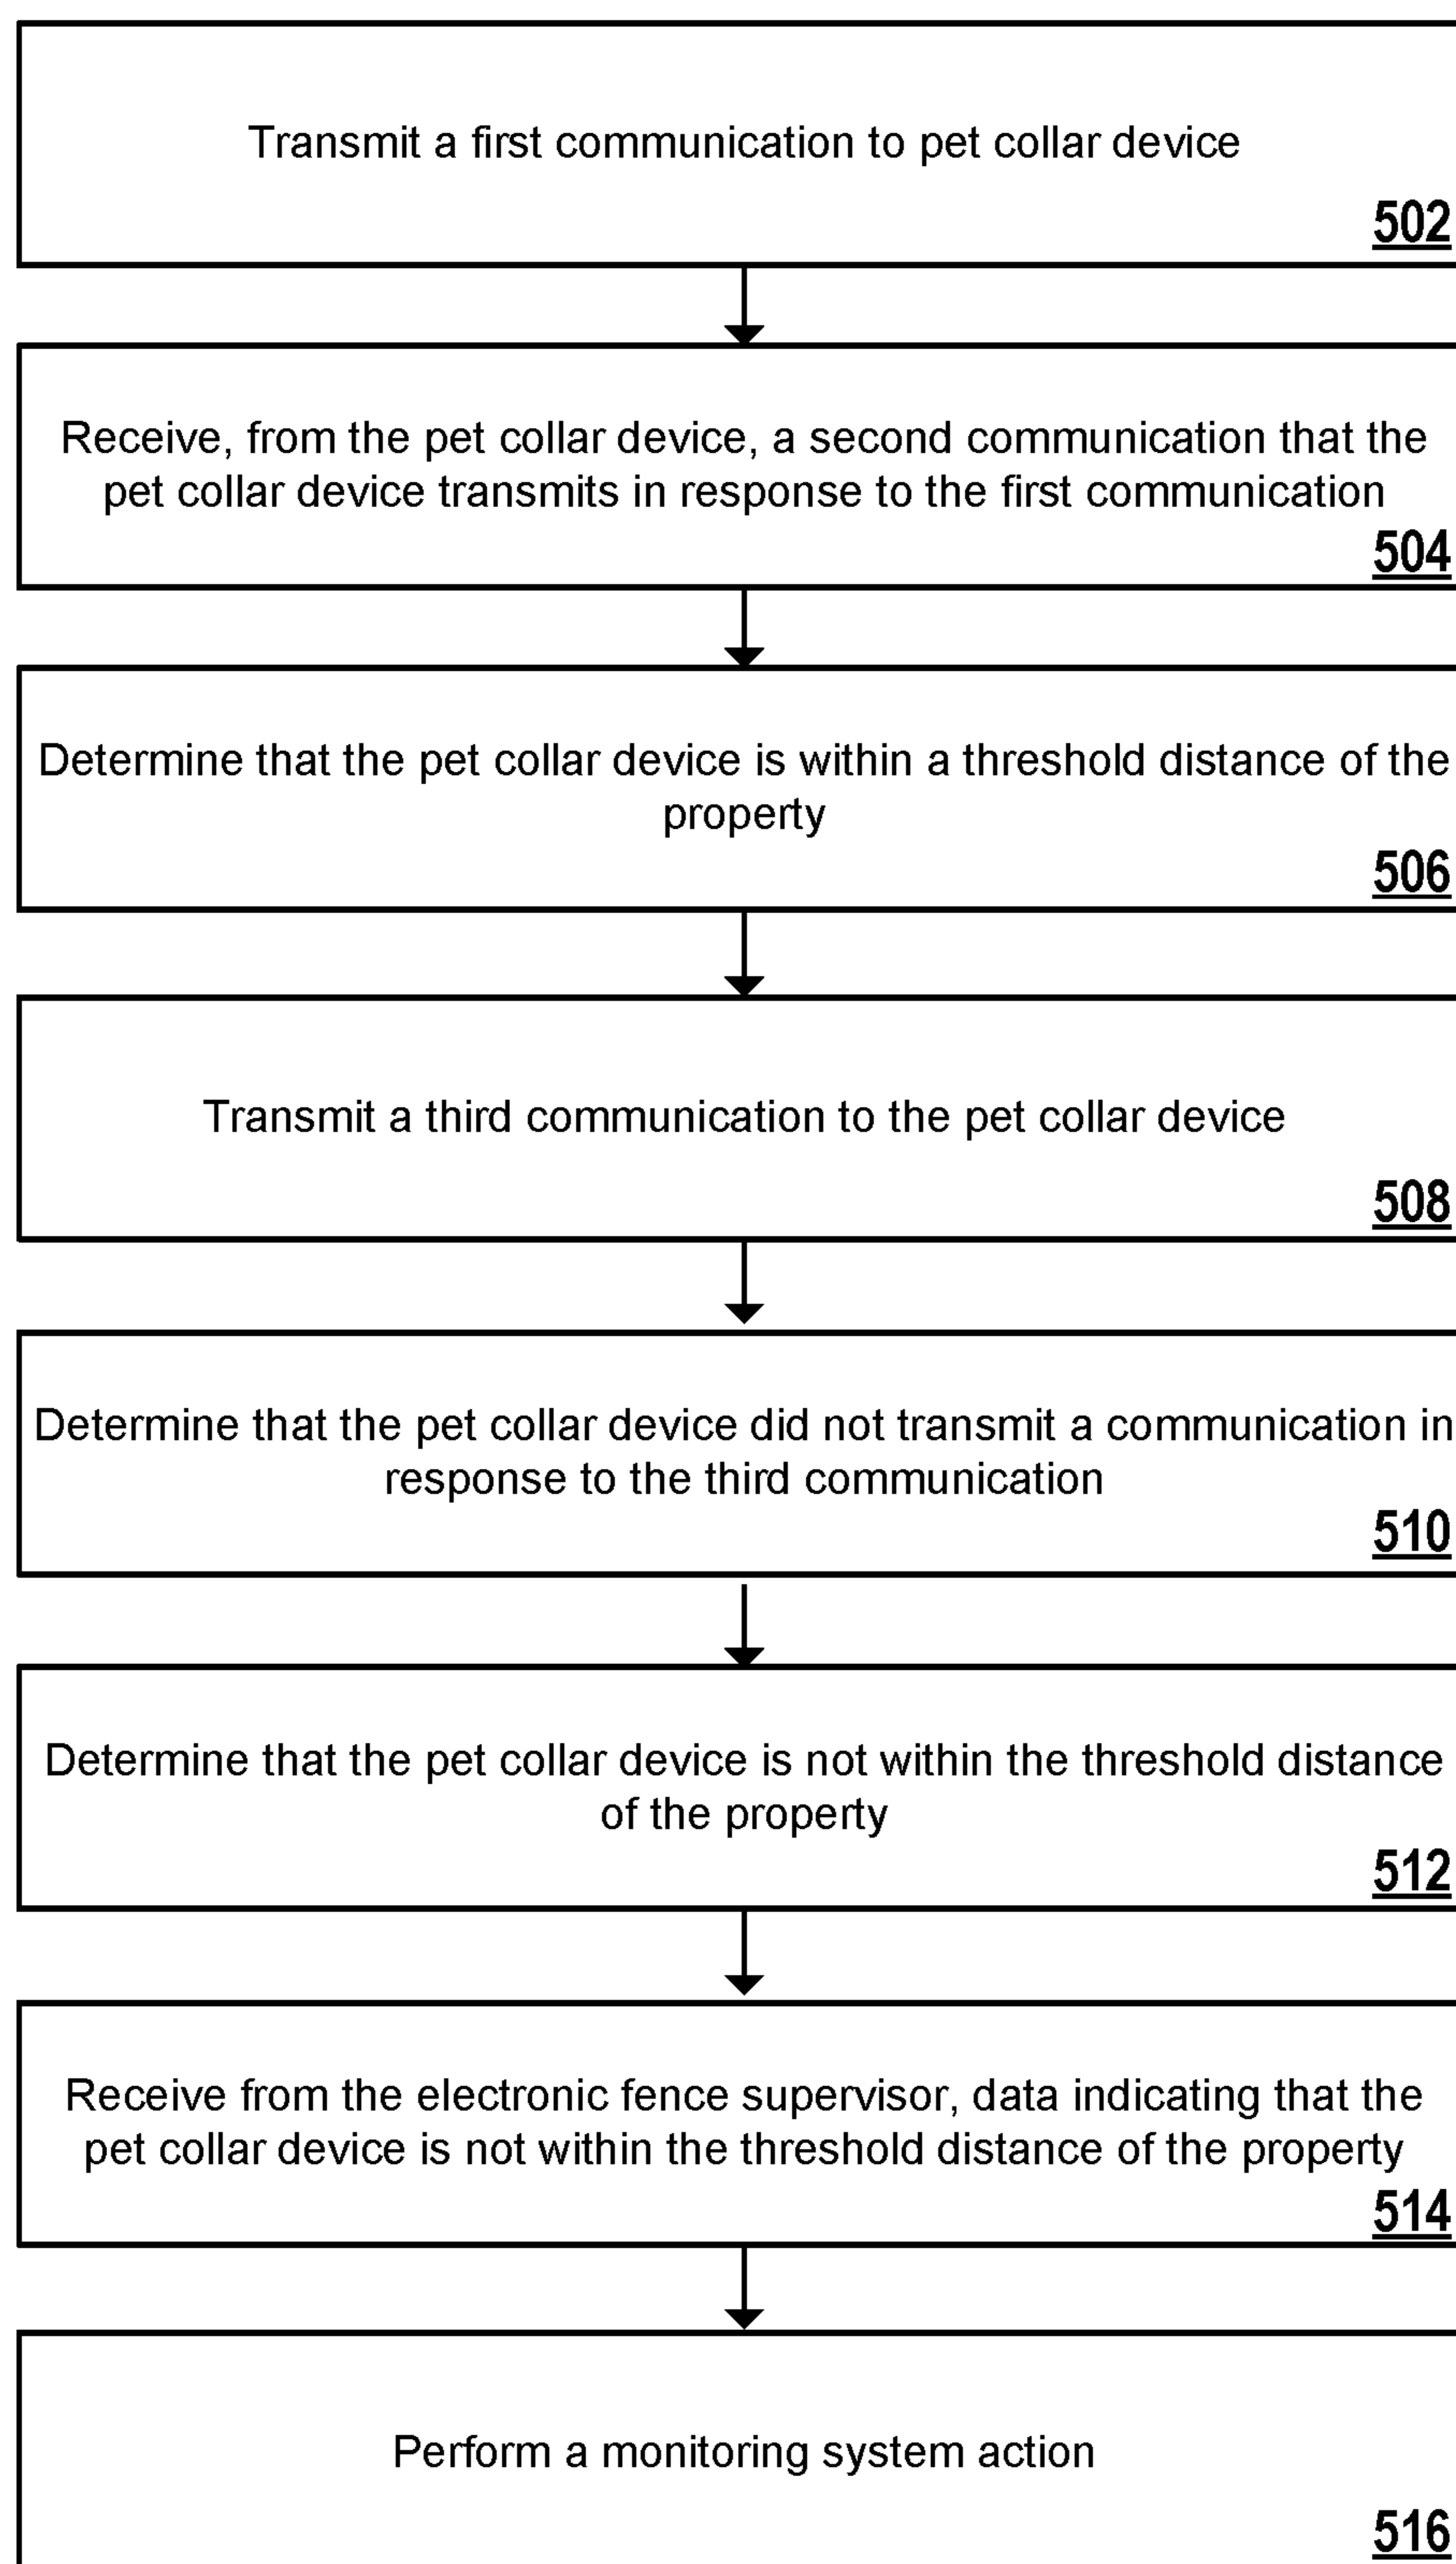 Transmit a first communication to pet collar device
502
Receive, from the pet collar device, a second communication that the
pet collar device transmits in response to the first communication
504
Determine that the pet collar device is within a threshold distance of the
property
506
Transmit a third communication to the pet collar device
508
Determine that the pet collar device did not transmit a communication in
response to the third communication
510
Determine that the pet collar device is not within the threshold distance
of the property
512
Receive from the electronic fence supervisor, data indicating that the
pet collar device is not within the threshold distance of the property
514
Perform a monitoring system action
516